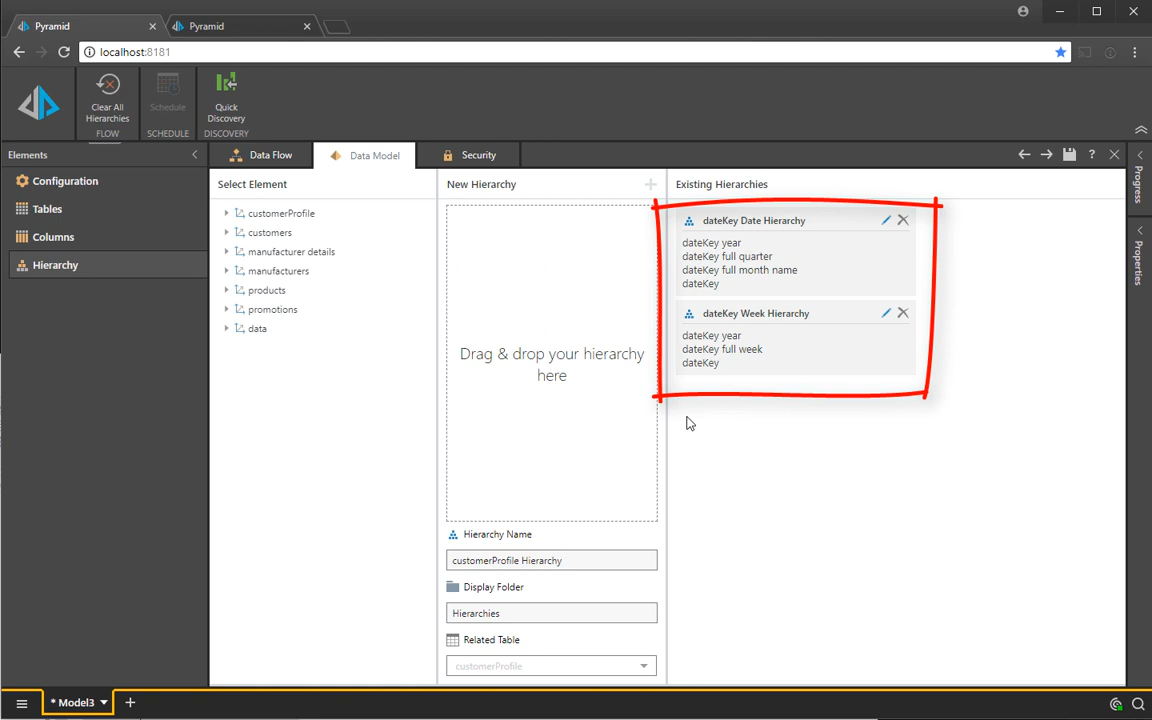 Pyramid
Pyramid
localhost:8181
Clear All
Hierarchies
FLOW
Schedule
SCHEDULE
Quick
Discovery
DISCOVERY
Elements
Configuration
Tables
Columns
Hierarchy
Data Flow
Data Model
Security
?
Progress
Properties
Select Element
customerProfile
customers
manufacturer details
manufacturers
products
promotions
data
New Hierarchy
Drag & drop your hierarchy
here
Hierarchy Name
customerProfile Hierarchy
Display Folder
Hierarchies
Related Table
customerProfile
Existing Hierarchies
dateKey Date Hierarchy
dateKey year
dateKey full quarter
dateKey full month name
dateKey
dateKey Week Hierarchy
dateKey year
dateKey full week
dateKey
* Model3